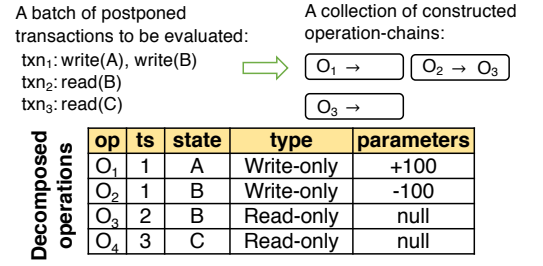 A batch of postponed
transactions to be evaluated:
txn₁: write(A), write(B)
txn₂: read(B)
txn₃: read(C)
A collection of constructed
operation-chains:
O₁ →
O₂ → O₃
O₃ →
Decomposed
operations
op ts state type parameters
O₁ 1 A Write-only +100
O₂ 1 B Write-only -100
O₃ 2 B Read-only null
O₄ 3 C Read-only null